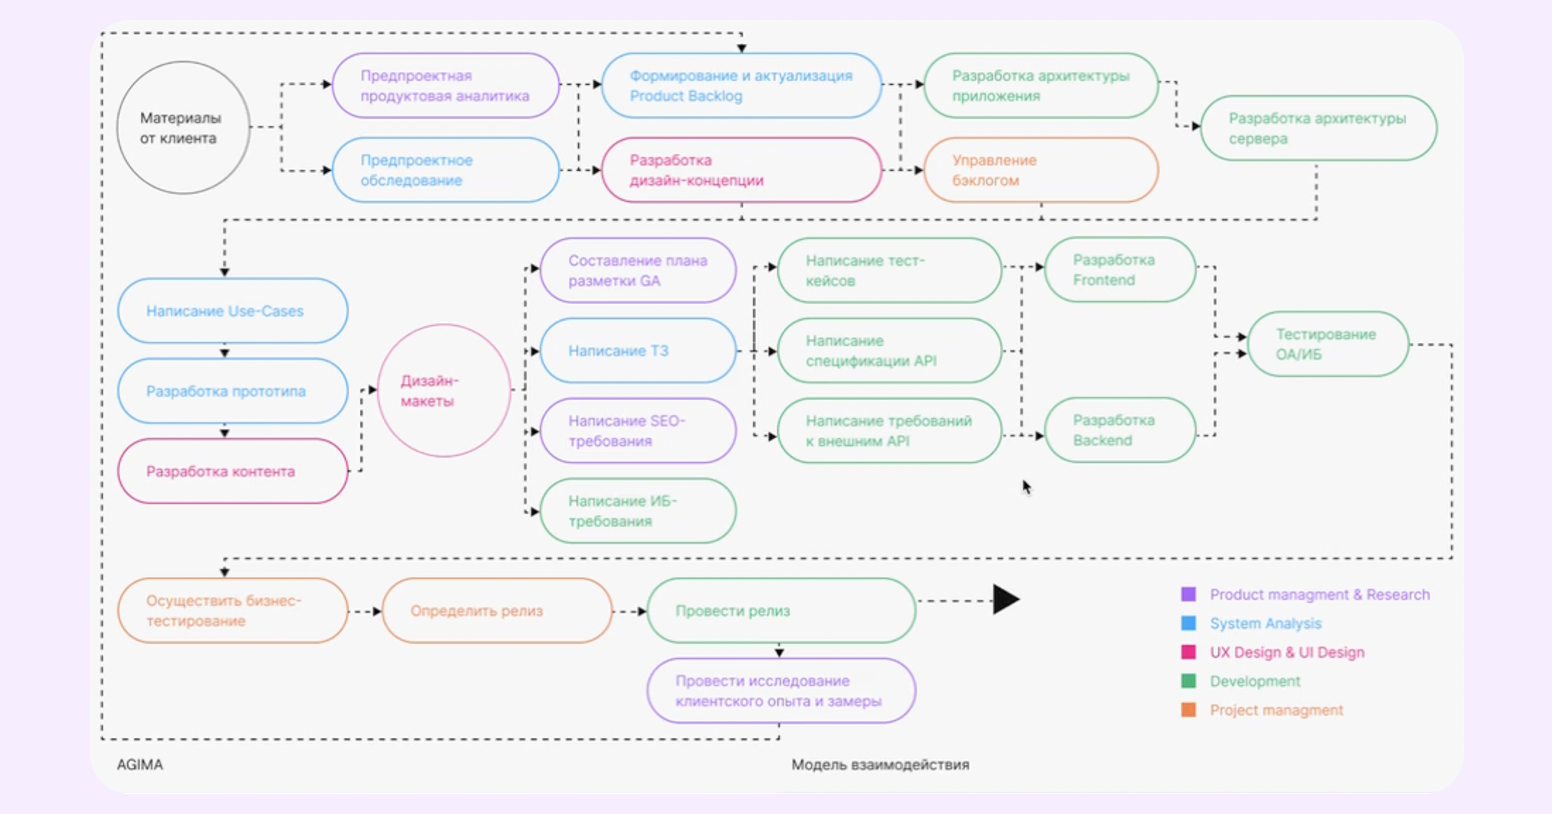 Материалы
от клиента
Предпроектная
продуктовая аналитика
Формирование и актуализация
Product Backlog
Разработка архитектуры
приложения
Разработка архитектуры
сервера
Предпроектное
обследование
Разработка
дизайн-концепции
Управление
бэклогом
Написание Use-Cases
Разработка прототипа
Разработка контента
Дизайн-
макеты
Составление плана
разметки GA
Написание ТЗ
Написание SEO-
требования
Написание ИБ-
требования
Написание тест-
кейсов
Написание
спецификации API
Написание требований
к внешним API
Разработка
Frontend
Разработка
Backend
Тестирование
ОА/ИБ
Осуществить бизнес-
тестирование
Определить релиз
Провести релиз
Провести исследование
клиентского опыта и замеры
Product managment & Research
System Analysis
UX Design & UI Design
Development
Project managment
AGIMA
Модель взаимодействия